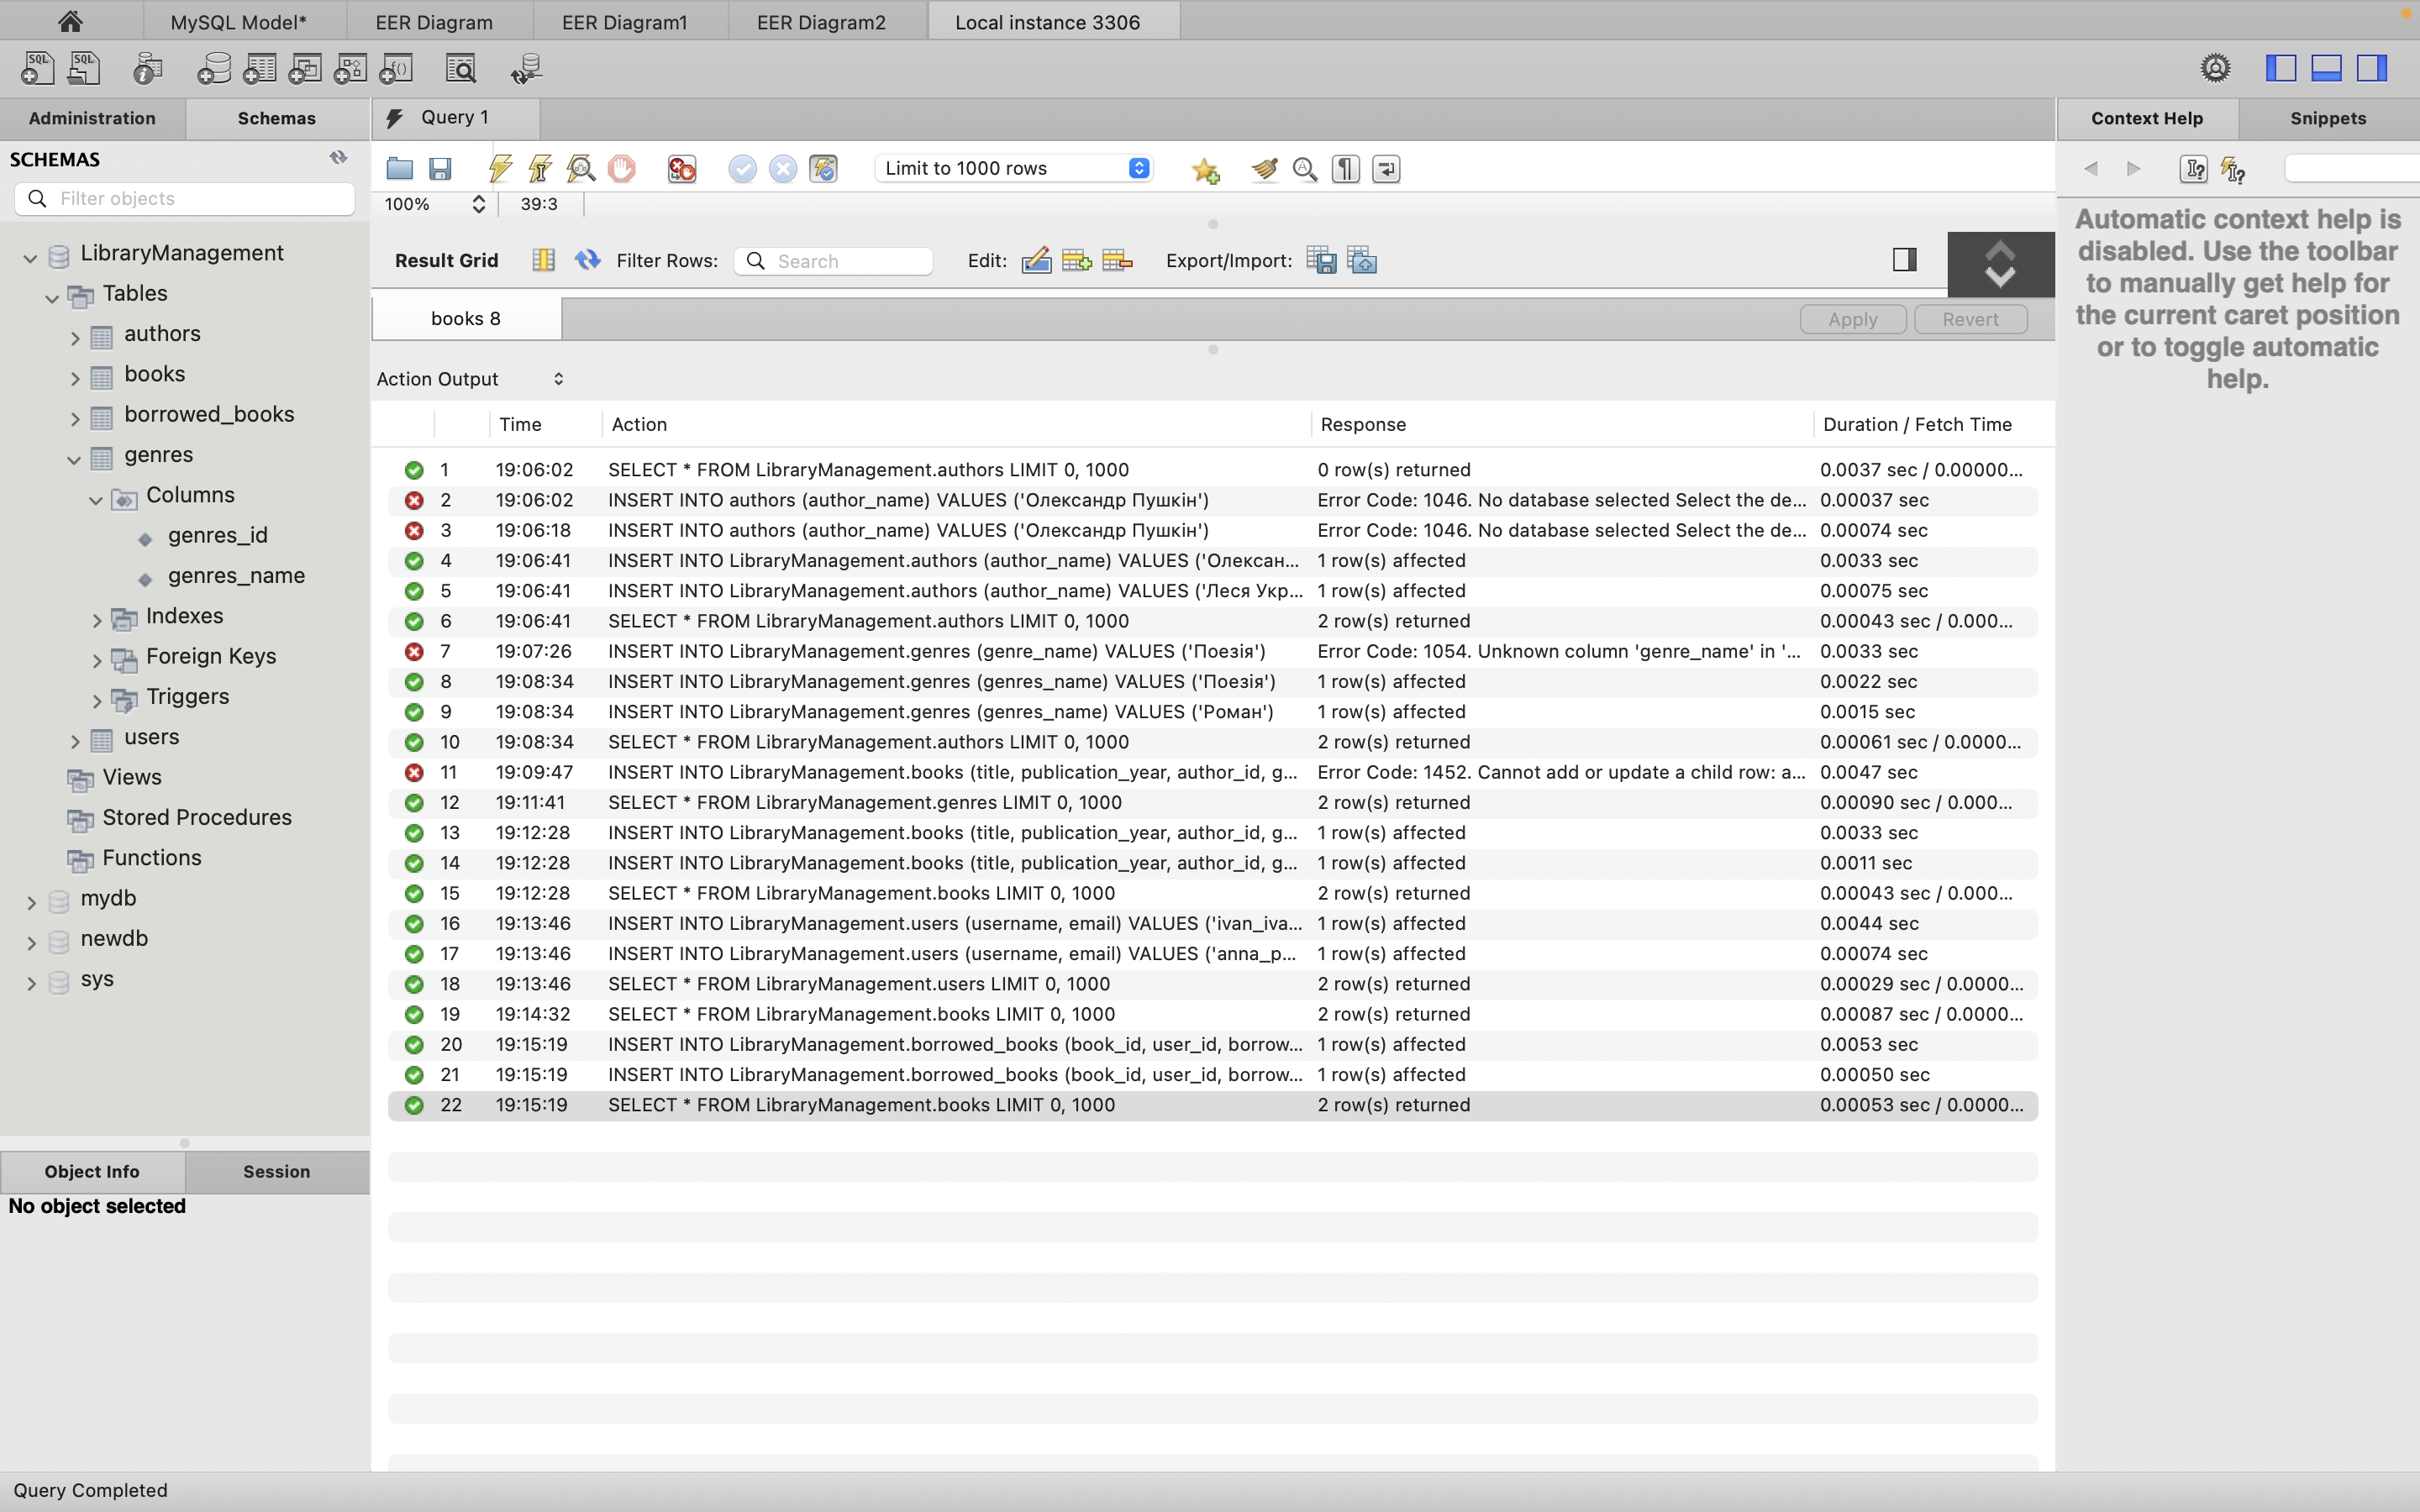 MySQL Model*
EER Diagram
EER Diagram1
EER Diagram2
Local instance 3306
SQL
SQL
Administration
Schemas
Query 1
Context Help
Snippets
SCHEMAS
Filter objects
Limit to 1000 rows
100%
39:3
Result Grid
Filter Rows:
Search
Edit:
Export/Import:
Automatic context help is
disabled. Use the toolbar
to manually get help for
the current caret position
or to toggle automatic
help.
LibraryManagement
Tables
authors
books
borrowed_books
genres
Columns
genres_id
genres_name
Indexes
Foreign Keys
Triggers
users
Views
Stored Procedures
Functions
mydb
newdb
sys
books 8
Apply
Revert
Action Output
Time Action Response Duration / Fetch Time
1 19:06:02 SELECT * FROM LibraryManagement.authors LIMIT 0, 1000 0 row(s) returned 0.0037 sec / 0.00000...
2 19:06:02 INSERT INTO authors (author_name) VALUES ('Олександр Пушкін') Error Code: 1046. No database selected Select the de... 0.00037 sec
3 19:06:18 INSERT INTO authors (author_name) VALUES ('Олександр Пушкін') Error Code: 1046. No database selected Select the de... 0.00074 sec
4 19:06:41 INSERT INTO LibraryManagement.authors (author_name) VALUES ('Олексан... 1 row(s) affected 0.0033 sec
5 19:06:41 INSERT INTO LibraryManagement.authors (author_name) VALUES ('Леся Укр... 1 row(s) affected 0.00075 sec
6 19:06:41 SELECT * FROM LibraryManagement.authors LIMIT 0, 1000 2 row(s) returned 0.00043 sec / 0.000...
7 19:07:26 INSERT INTO LibraryManagement.genres (genre_name) VALUES ('Поезія') Error Code: 1054. Unknown column 'genre_name' in '... 0.0033 sec
8 19:08:34 INSERT INTO LibraryManagement.genres (genres_name) VALUES ('Поезія') 1 row(s) affected 0.0022 sec
9 19:08:34 INSERT INTO LibraryManagement.genres (genres_name) VALUES ('Роман') 1 row(s) affected 0.0015 sec
10 19:08:34 SELECT * FROM LibraryManagement.authors LIMIT 0, 1000 2 row(s) returned 0.00061 sec / 0.0000...
11 19:09:47 INSERT INTO LibraryManagement.books (title, publication_year, author_id, g... Error Code: 1452. Cannot add or update a child row: a... 0.0047 sec
12 19:11:41 SELECT * FROM LibraryManagement.genres LIMIT 0, 1000 2 row(s) returned 0.00090 sec / 0.000...
13 19:12:28 INSERT INTO LibraryManagement.books (title, publication_year, author_id, g... 1 row(s) affected 0.0033 sec
14 19:12:28 INSERT INTO LibraryManagement.books (title, publication_year, author_id, g... 1 row(s) affected 0.0011 sec
15 19:12:28 SELECT * FROM LibraryManagement.books LIMIT 0, 1000 2 row(s) returned 0.00043 sec / 0.000...
16 19:13:46 INSERT INTO LibraryManagement.users (username, email) VALUES ('ivan_iva... 1 row(s) affected 0.0044 sec
17 19:13:46 INSERT INTO LibraryManagement.users (username, email) VALUES ('anna_p... 1 row(s) affected 0.00074 sec
18 19:13:46 SELECT * FROM LibraryManagement.users LIMIT 0, 1000 2 row(s) returned 0.00029 sec / 0.0000...
19 19:14:32 SELECT * FROM LibraryManagement.books LIMIT 0, 1000 2 row(s) returned 0.00087 sec / 0.0000...
20 19:15:19 INSERT INTO LibraryManagement.borrowed_books (book_id, user_id, borrow... 1 row(s) affected 0.0053 sec
21 19:15:19 INSERT INTO LibraryManagement.borrowed_books (book_id, user_id, borrow... 1 row(s) affected 0.00050 sec
22 19:15:19 SELECT * FROM LibraryManagement.books LIMIT 0, 1000 2 row(s) returned 0.00053 sec / 0.0000...
Object Info
Session
No object selected
Query Completed